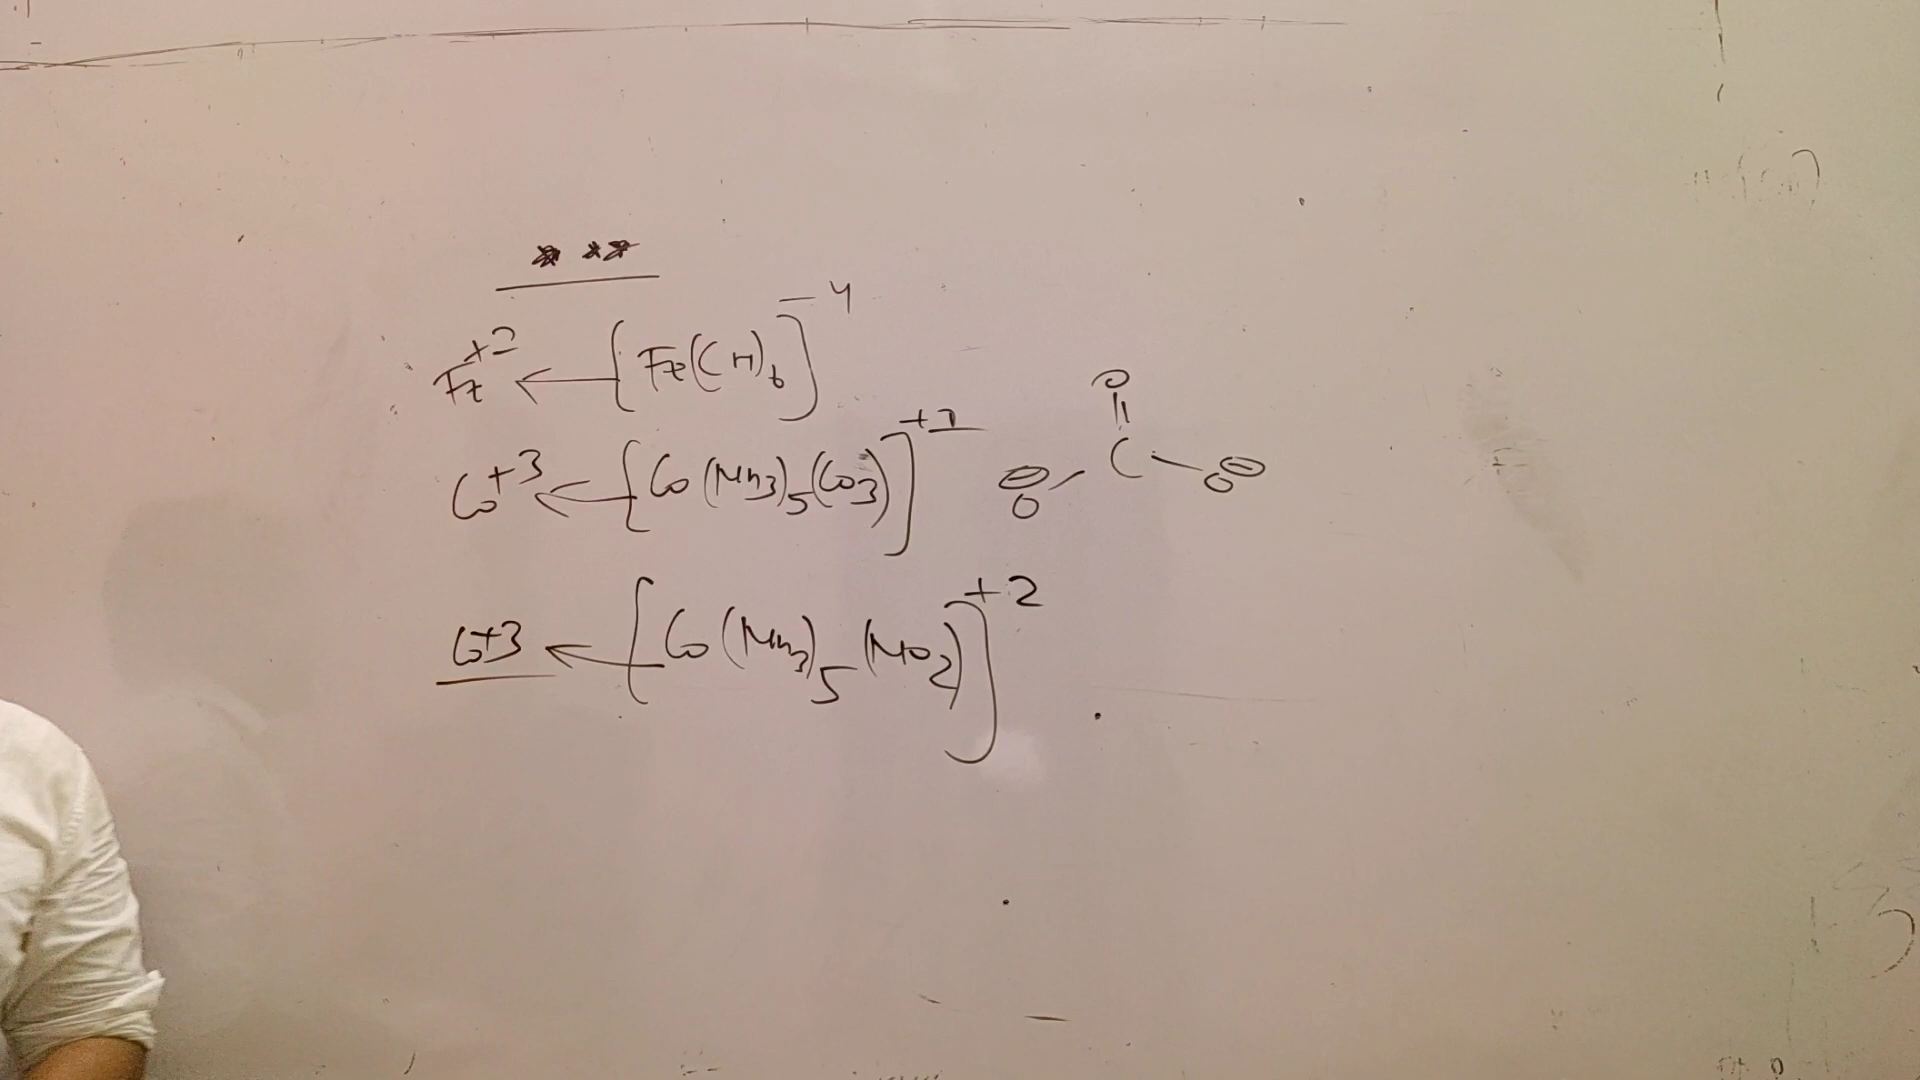 ***
Fe+2 ← [Fe(CN)6]−4
Co+3 ← [Co(NH3)5(CO3)]+1
O
||
C
O⊖ O⊖
Co+3 ← [Co(NH3)5(NO2)]+2